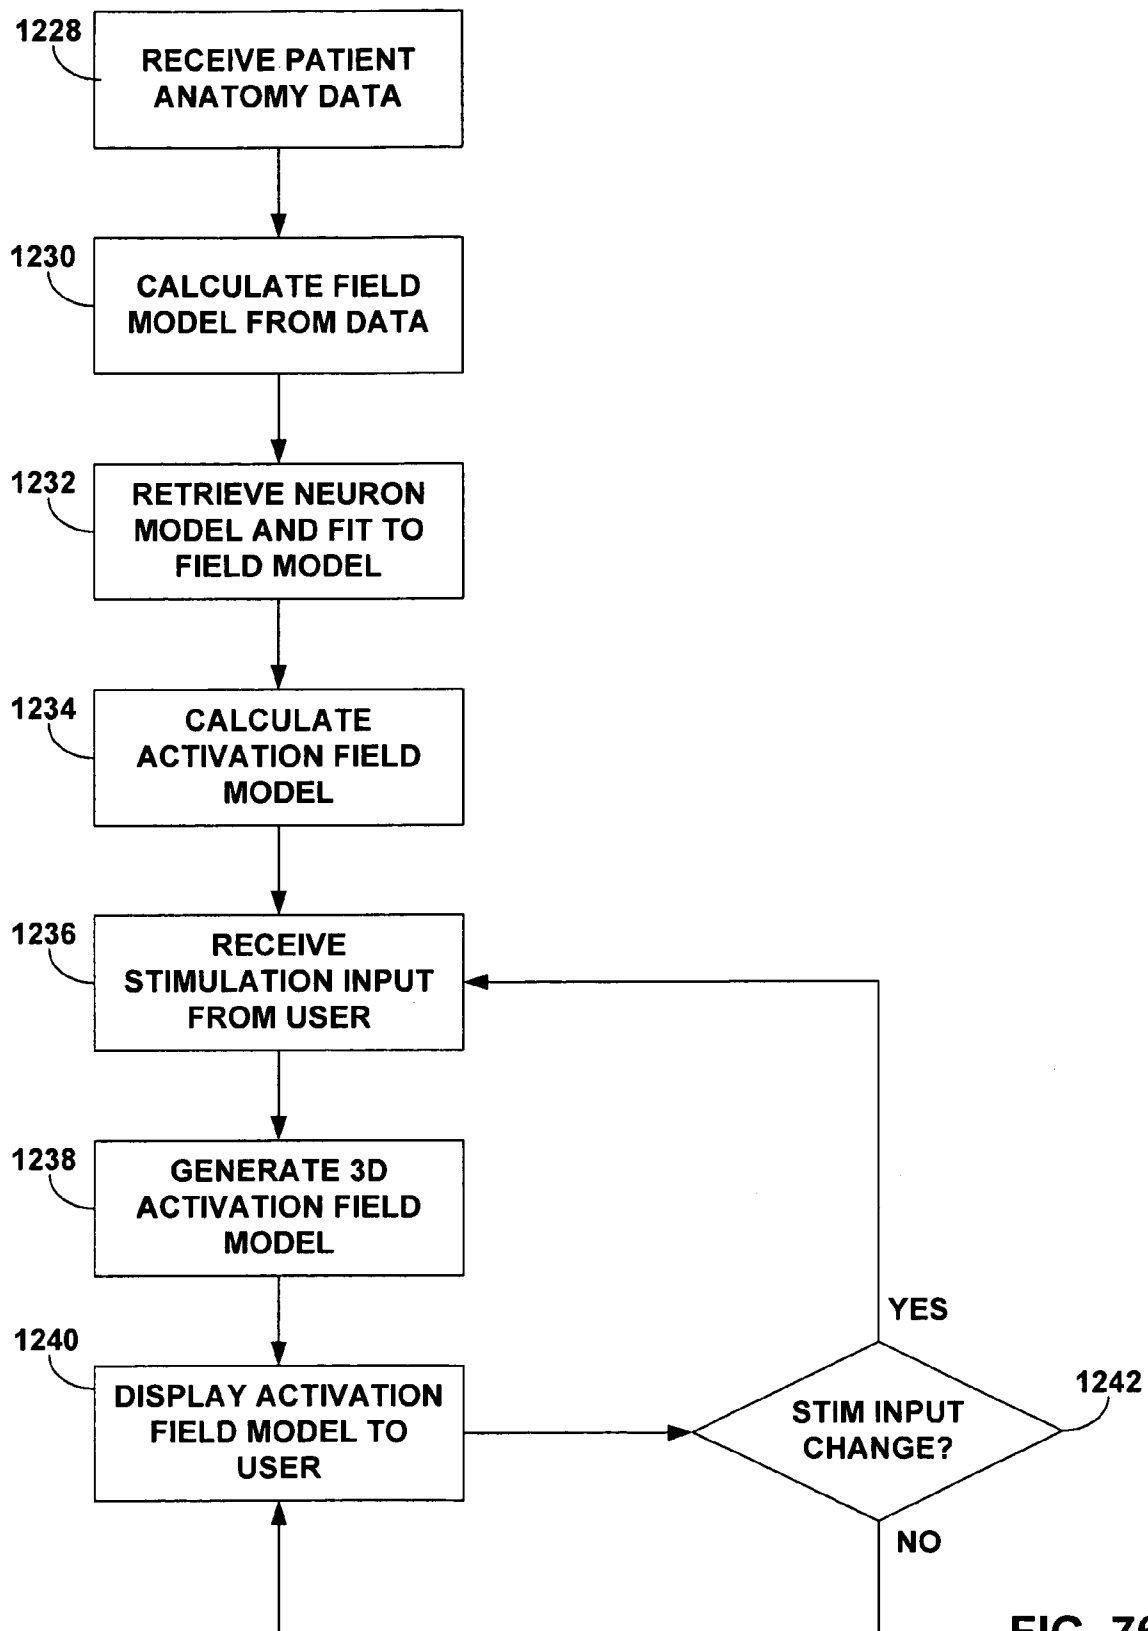 1228
RECEIVE PATIENT
ANATOMY DATA
1230
CALCULATE FIELD
MODEL FROM DATA
1232
RETRIEVE NEURON
MODEL AND FIT TO
FIELD MODEL
1234
CALCULATE
ACTIVATION FIELD
MODEL
1236
RECEIVE
STIMULATION INPUT
FROM USER
1238
GENERATE 3D
ACTIVATION FIELD
MODEL
YES
1240
DISPLAY ACTIVATION
FIELD MODEL TO
USER
1242
STIM INPUT
CHANGE?
NO
FIG.